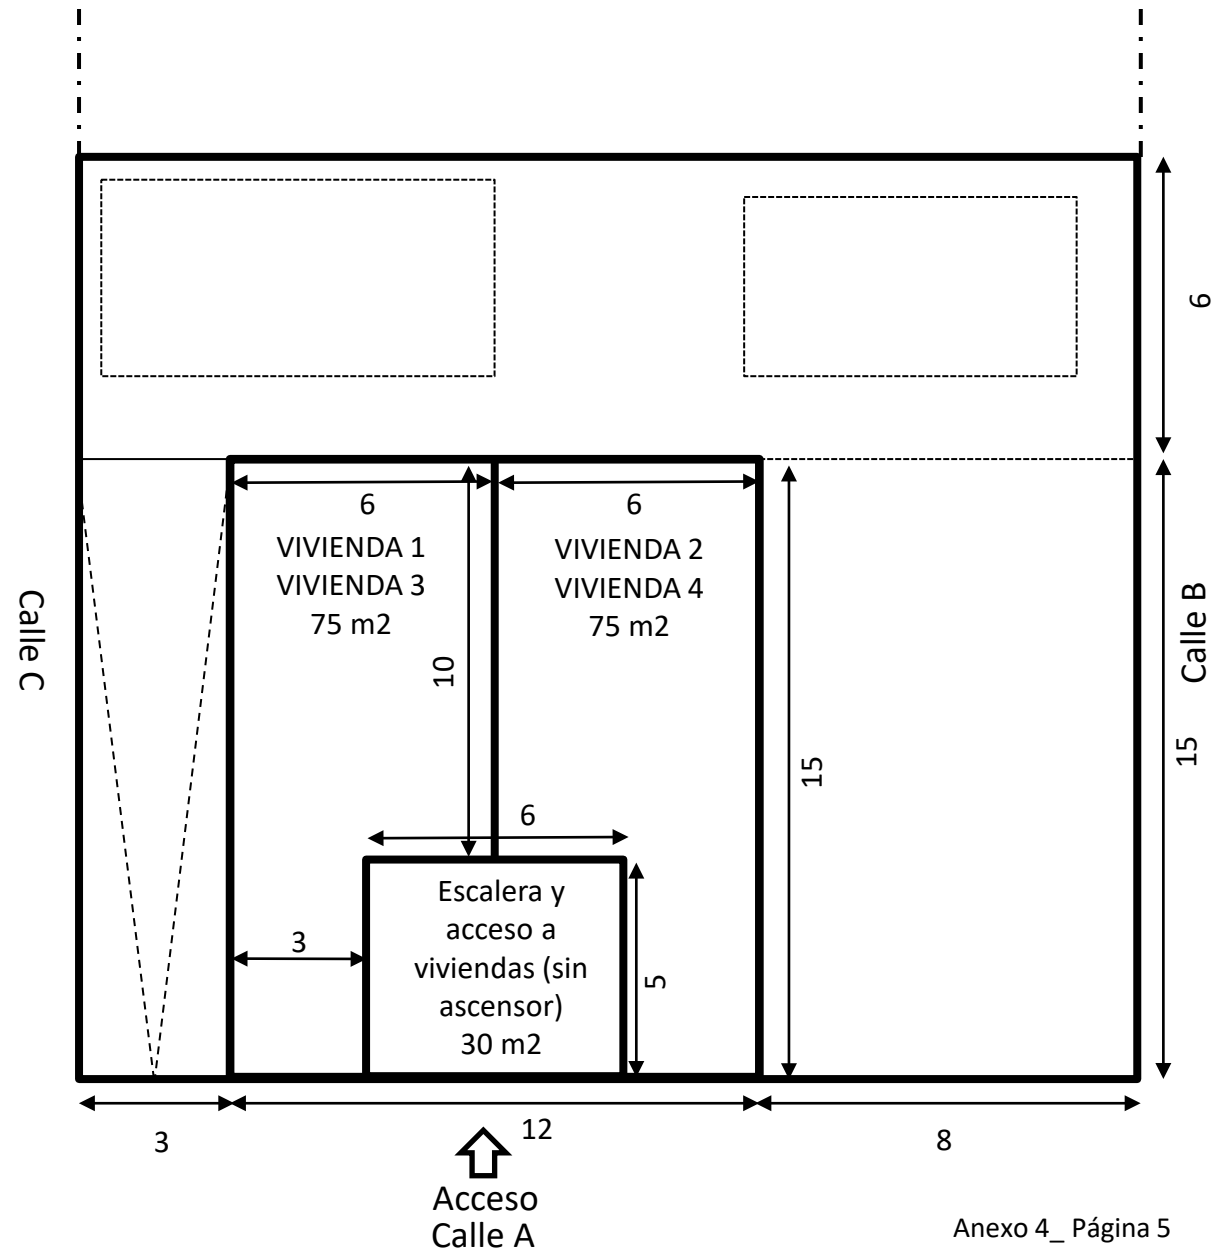 6
6
6
VIVIENDA 1
VIVIENDA 3
75 m2
VIVIENDA 2
VIVIENDA 4
75 m2
Calle C
Calle B
10
15
15
6
Escalera y
acceso a
viviendas (sin
ascensor)
30 m2
3
5
3
12
8
Acceso
Calle A
Anexo 4_ Página 5